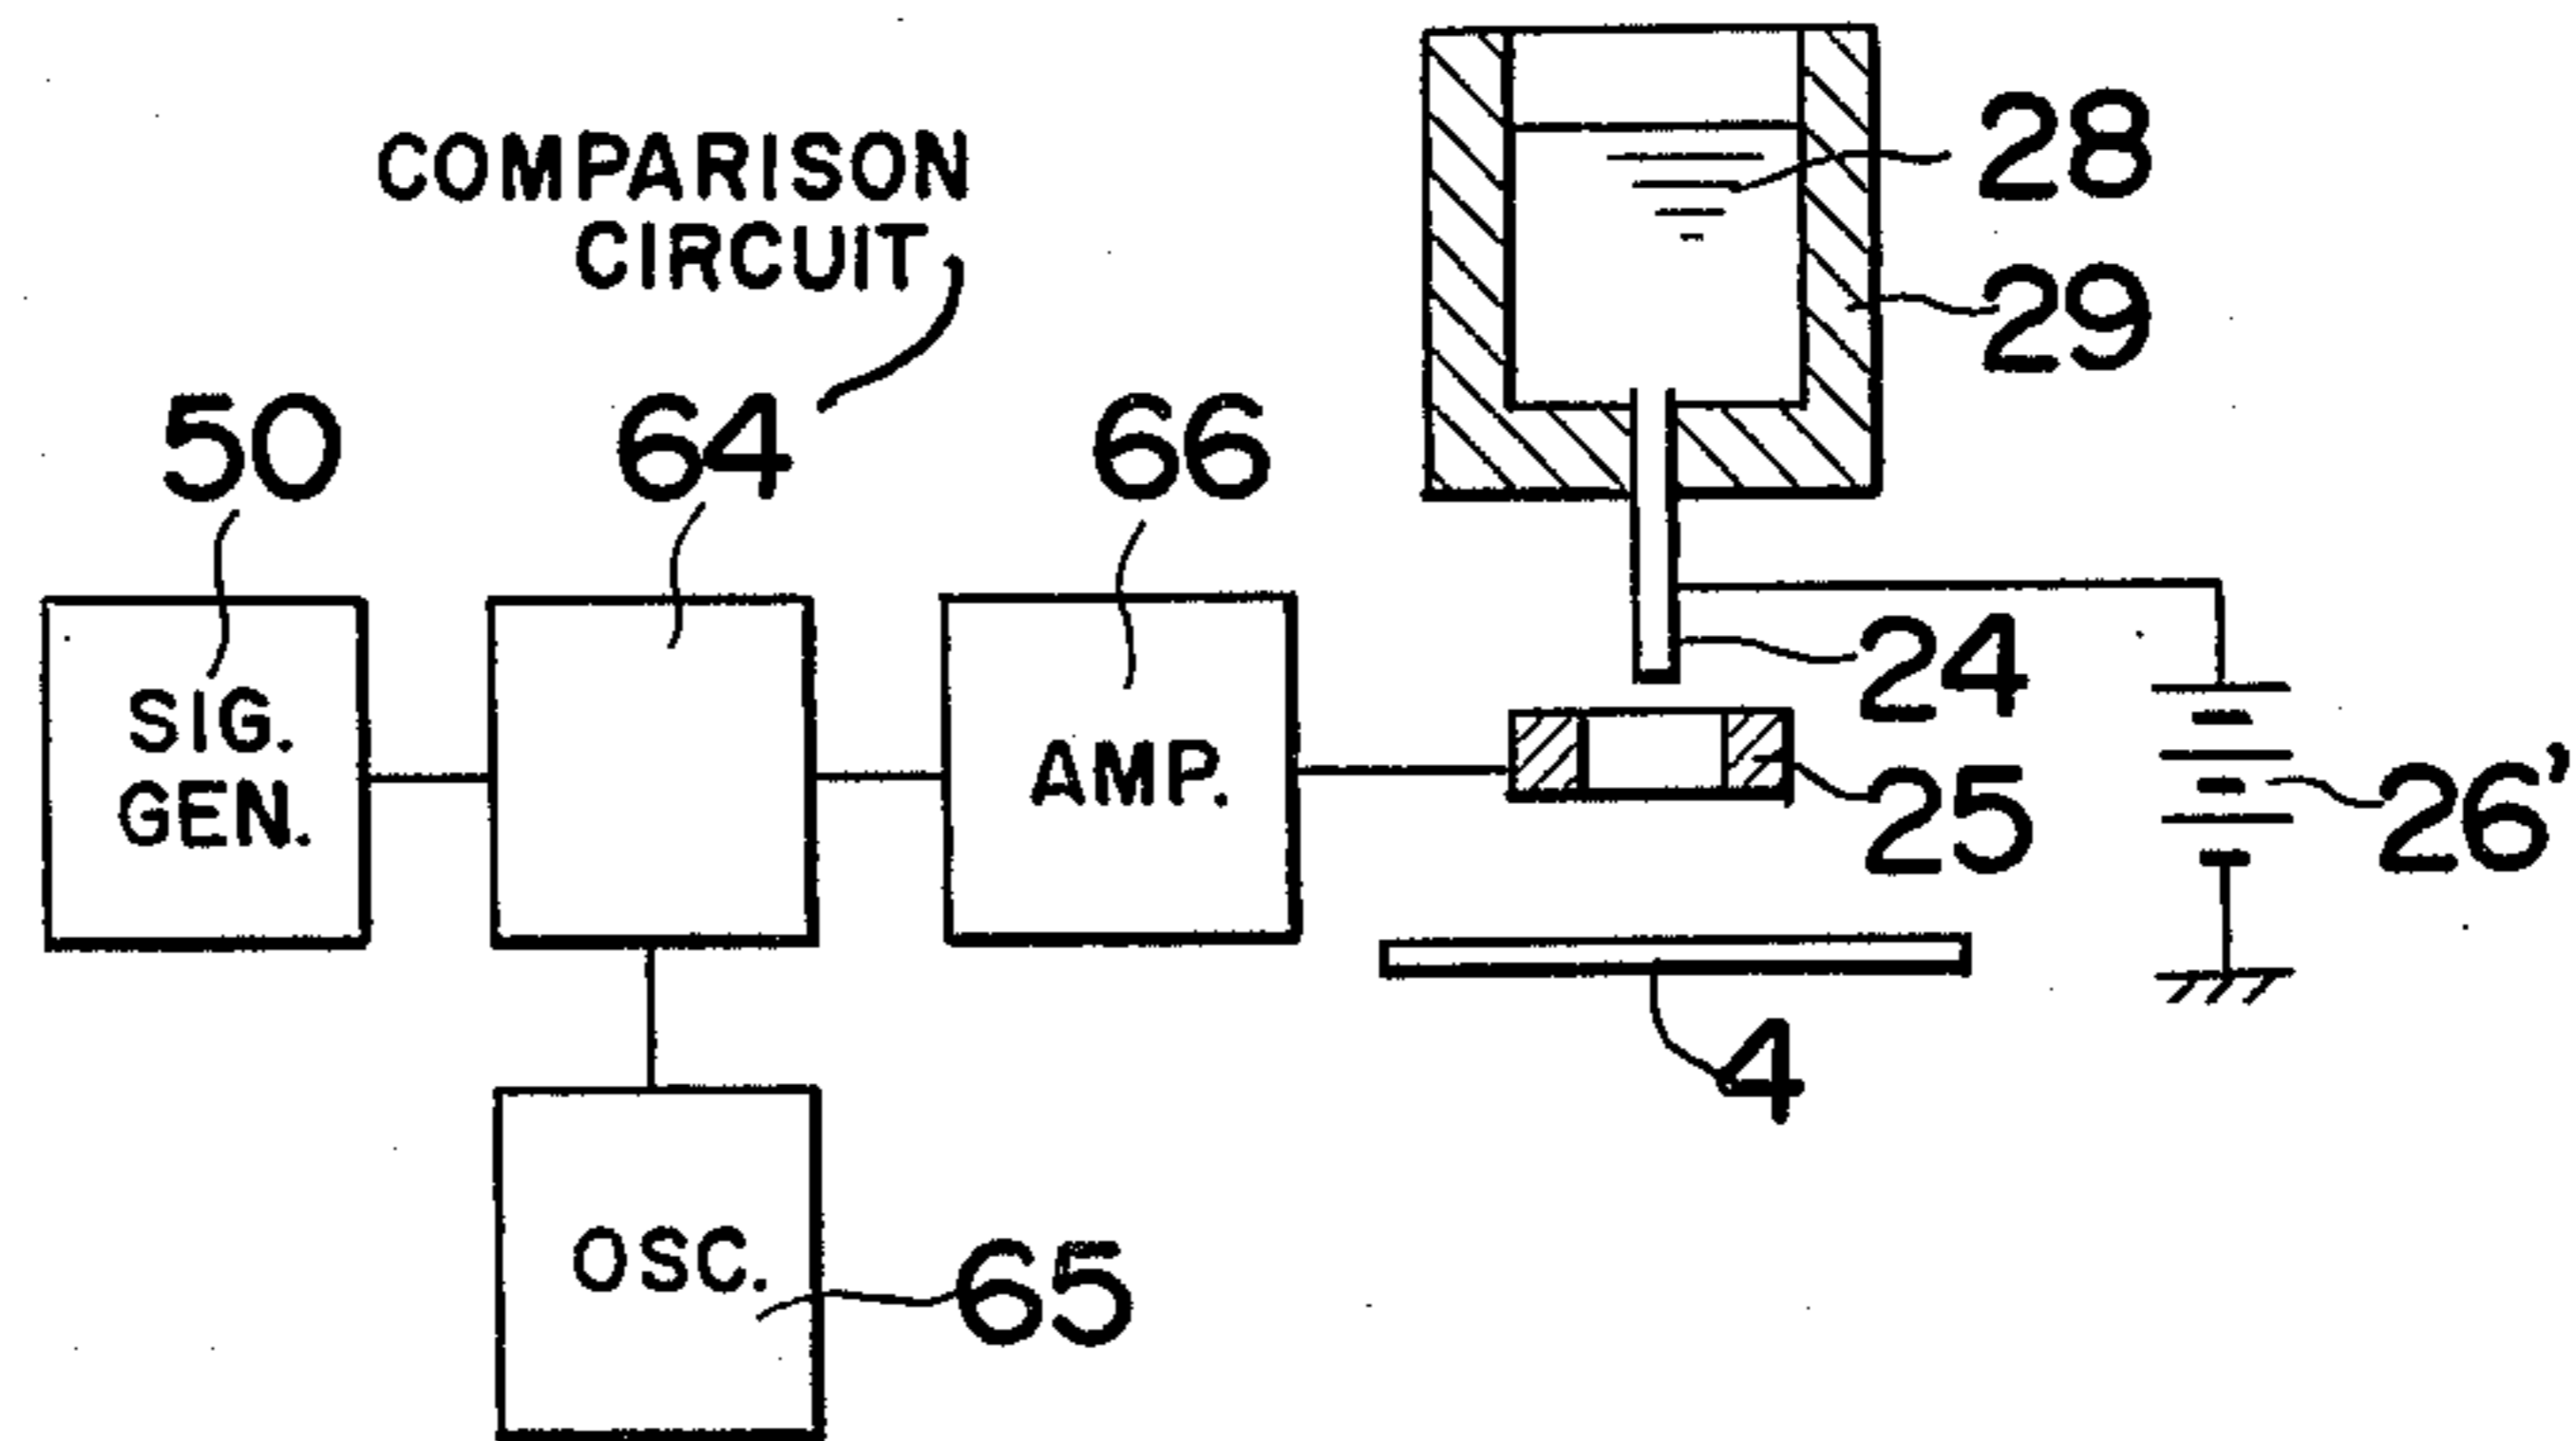 COMPARISON
CIRCUIT
28
29
50
64
66
24
SIG.
GEN.
AMP.
25
26'
4
OSC.
65